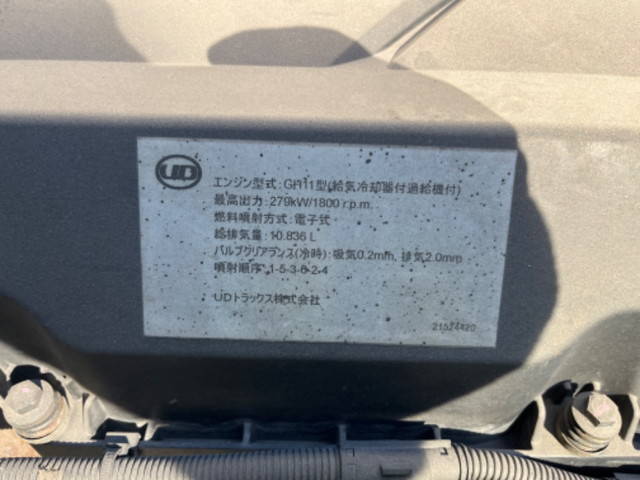 UD
エンジン型式:GH11型(給気冷却器付過給機付)
最高出力:279kW/1800 r.p.m.
燃料噴射方式:電子式
給排気量:10.836 L
バルブクリアランス(冷時):吸気0.2mm, 排気2.0mm
噴射順序:1-5-3-6-2-4
UDトラックス株式会社
21524420